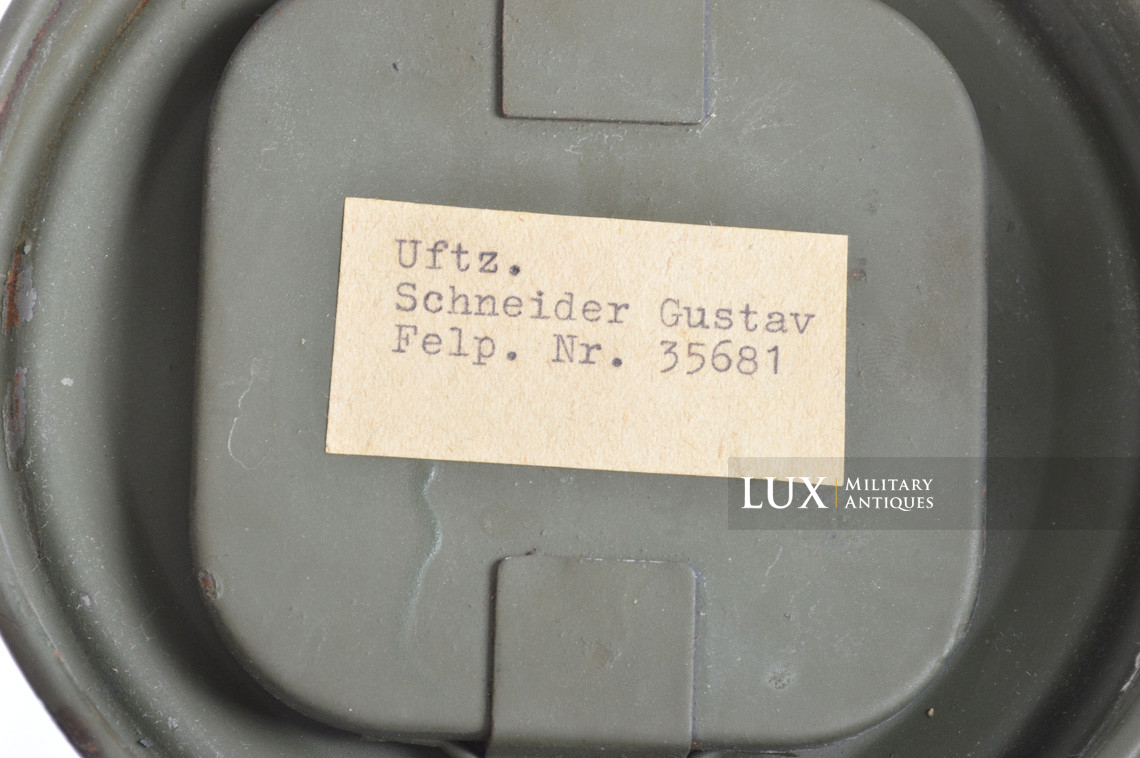 Uftz.
Schneider Gustav
Felp. Nr. 35681
LUX MILITARY
ANTIQUES